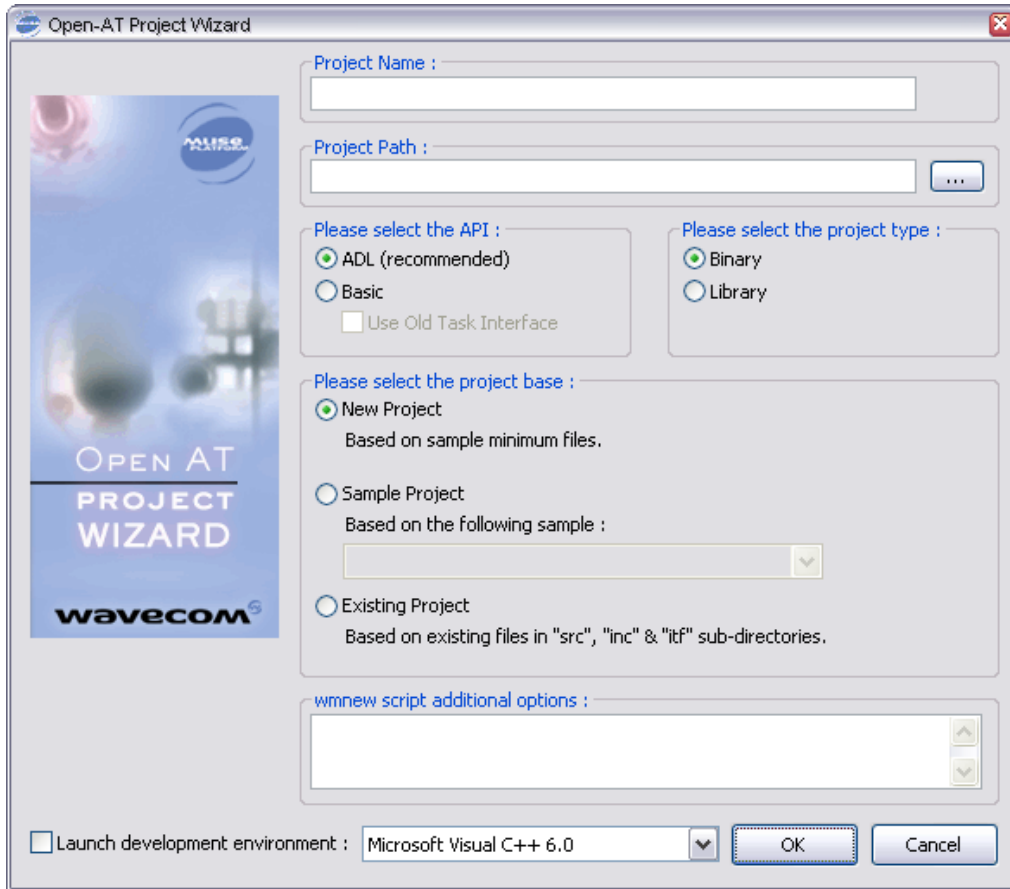 Open-AT Project Wizard
MUSE
PLATFORM
OPEN AT
PROJECT
WIZARD
wavecom
Project Name :
Project Path :
...
Please select the API :
ADL (recommended)
Basic
Use Old Task Interface
Please select the project type :
Binary
Library
Please select the project base :
New Project
Based on sample minimum files.
Sample Project
Based on the following sample :
Existing Project
Based on existing files in "src", "inc" & "itf" sub-directories.
wmnew script additional options :
Launch development environment : Microsoft Visual C++ 6.0 OK Cancel